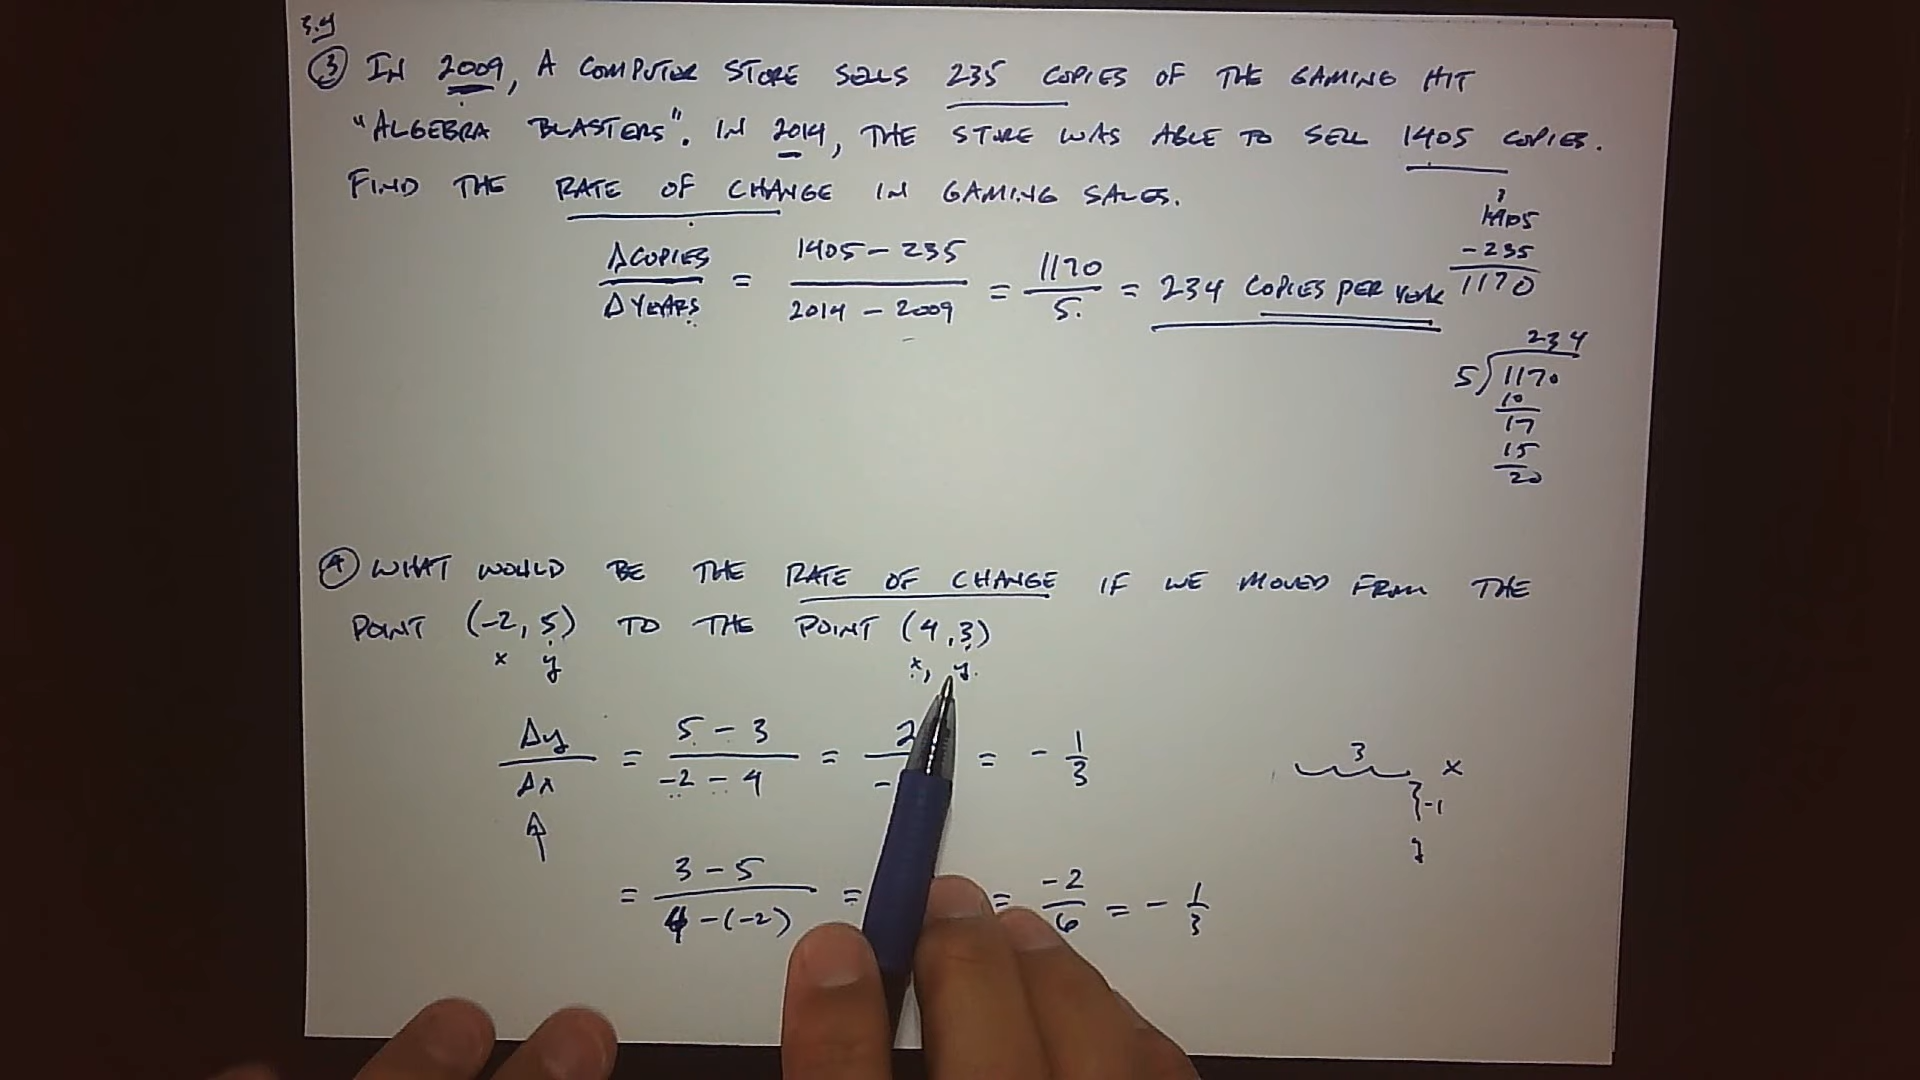 3.4
③ IN 2009, A COMPUTER STORE SELLS 235 COPIES OF THE GAMING HIT
"ALGEBRA BLASTERS". IN 2014, THE STORE WAS ABLE TO SELL 1405 COPIES.
FIND THE RATE OF CHANGE IN GAMING SALES.
ΔCOPIES / ΔYEARS = 1405 - 235 / 2014 - 2009 = 1170 / 5 = 234 COPIES PER YEAR
1405
- 235
1170
234
5)1170
10
17
15
20
④ WHAT WOULD BE THE RATE OF CHANGE IF WE MOVED FROM THE
POINT (-2, 5) TO THE POINT (4, 3)
x y x, y
Δy / Δx = 5 - 3 / -2 - 4 = 2 / - = - 1/3
3 x
-1
= 3 - 5 / 4 - (-2) = = -2 / 6 = - 1/3